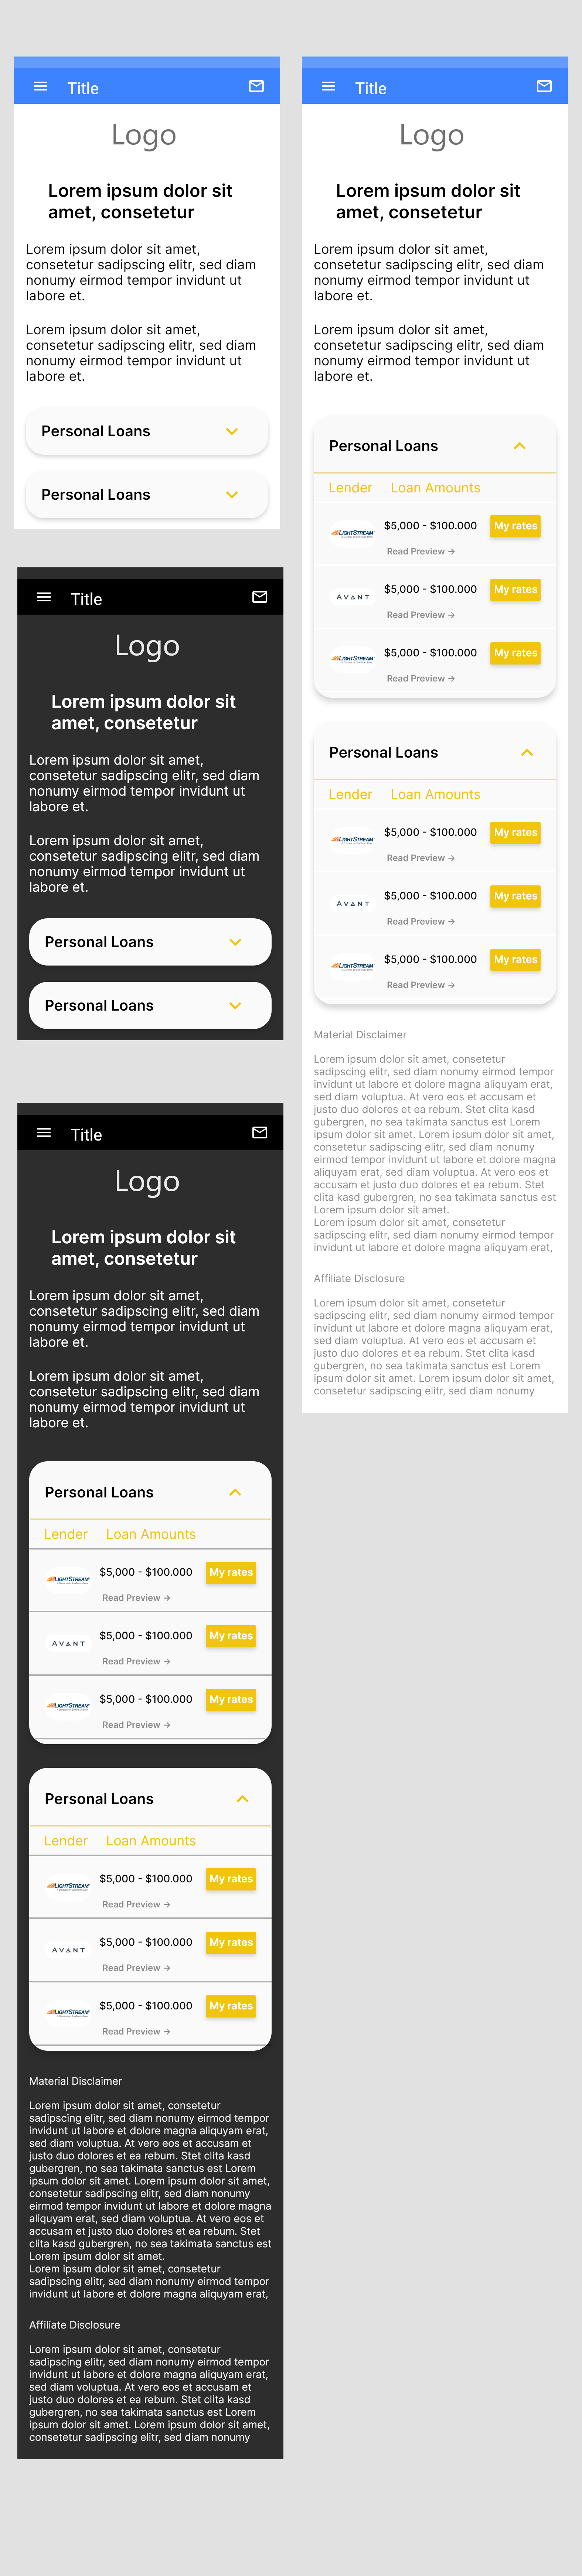 Title
Logo
Lorem ipsum dolor sit
amet, consetetur
Lorem ipsum dolor sit amet,
consetetur sadipscing elitr, sed diam
nonumy eirmod tempor invidunt ut
labore et.
Lorem ipsum dolor sit amet,
consetetur sadipscing elitr, sed diam
nonumy eirmod tempor invidunt ut
labore et.
Personal Loans
Personal Loans
Title
Logo
Lorem ipsum dolor sit
amet, consetetur
Lorem ipsum dolor sit amet,
consetetur sadipscing elitr, sed diam
nonumy eirmod tempor invidunt ut
labore et.
Lorem ipsum dolor sit amet,
consetetur sadipscing elitr, sed diam
nonumy eirmod tempor invidunt ut
labore et.
Personal Loans
Personal Loans
Title
Logo
Lorem ipsum dolor sit
amet, consetetur
Lorem ipsum dolor sit amet,
consetetur sadipscing elitr, sed diam
nonumy eirmod tempor invidunt ut
labore et.
Lorem ipsum dolor sit amet,
consetetur sadipscing elitr, sed diam
nonumy eirmod tempor invidunt ut
labore et.
Personal Loans
Lender Loan Amounts
LIGHTSTREAM $5,000 - $100.000 My rates
Read Preview →
AVANT $5,000 - $100.000 My rates
Read Preview →
LIGHTSTREAM $5,000 - $100.000 My rates
Read Preview →
Personal Loans
Lender Loan Amounts
LIGHTSTREAM $5,000 - $100.000 My rates
Read Preview →
AVANT $5,000 - $100.000 My rates
Read Preview →
LIGHTSTREAM $5,000 - $100.000 My rates
Read Preview →
Material Disclaimer
Lorem ipsum dolor sit amet, consetetur
sadipscing elitr, sed diam nonumy eirmod tempor
invidunt ut labore et dolore magna aliquyam erat,
sed diam voluptua. At vero eos et accusam et
justo duo dolores et ea rebum. Stet clita kasd
gubergren, no sea takimata sanctus est Lorem
ipsum dolor sit amet. Lorem ipsum dolor sit amet,
consetetur sadipscing elitr, sed diam nonumy
eirmod tempor invidunt ut labore et dolore magna
aliquyam erat, sed diam voluptua. At vero eos et
accusam et justo duo dolores et ea rebum. Stet
clita kasd gubergren, no sea takimata sanctus est
Lorem ipsum dolor sit amet.
Lorem ipsum dolor sit amet, consetetur
sadipscing elitr, sed diam nonumy eirmod tempor
invidunt ut labore et dolore magna aliquyam erat,
Affiliate Disclosure
Lorem ipsum dolor sit amet, consetetur
sadipscing elitr, sed diam nonumy eirmod tempor
invidunt ut labore et dolore magna aliquyam erat,
sed diam voluptua. At vero eos et accusam et
justo duo dolores et ea rebum. Stet clita kasd
gubergren, no sea takimata sanctus est Lorem
ipsum dolor sit amet. Lorem ipsum dolor sit amet,
consetetur sadipscing elitr, sed diam nonumy
Title
Logo
Lorem ipsum dolor sit
amet, consetetur
Lorem ipsum dolor sit amet,
consetetur sadipscing elitr, sed diam
nonumy eirmod tempor invidunt ut
labore et.
Lorem ipsum dolor sit amet,
consetetur sadipscing elitr, sed diam
nonumy eirmod tempor invidunt ut
labore et.
Personal Loans
Lender Loan Amounts
LIGHTSTREAM $5,000 - $100.000 My rates
Read Preview →
AVANT $5,000 - $100.000 My rates
Read Preview →
LIGHTSTREAM $5,000 - $100.000 My rates
Read Preview →
Personal Loans
Lender Loan Amounts
LIGHTSTREAM $5,000 - $100.000 My rates
Read Preview →
AVANT $5,000 - $100.000 My rates
Read Preview →
LIGHTSTREAM $5,000 - $100.000 My rates
Read Preview →
Material Disclaimer
Lorem ipsum dolor sit amet, consetetur
sadipscing elitr, sed diam nonumy eirmod tempor
invidunt ut labore et dolore magna aliquyam erat,
sed diam voluptua. At vero eos et accusam et
justo duo dolores et ea rebum. Stet clita kasd
gubergren, no sea takimata sanctus est Lorem
ipsum dolor sit amet. Lorem ipsum dolor sit amet,
consetetur sadipscing elitr, sed diam nonumy
eirmod tempor invidunt ut labore et dolore magna
aliquyam erat, sed diam voluptua. At vero eos et
accusam et justo duo dolores et ea rebum. Stet
clita kasd gubergren, no sea takimata sanctus est
Lorem ipsum dolor sit amet.
Lorem ipsum dolor sit amet, consetetur
sadipscing elitr, sed diam nonumy eirmod tempor
invidunt ut labore et dolore magna aliquyam erat,
Affiliate Disclosure
Lorem ipsum dolor sit amet, consetetur
sadipscing elitr, sed diam nonumy eirmod tempor
invidunt ut labore et dolore magna aliquyam erat,
sed diam voluptua. At vero eos et accusam et
justo duo dolores et ea rebum. Stet clita kasd
gubergren, no sea takimata sanctus est Lorem
ipsum dolor sit amet. Lorem ipsum dolor sit amet,
consetetur sadipscing elitr, sed diam nonumy